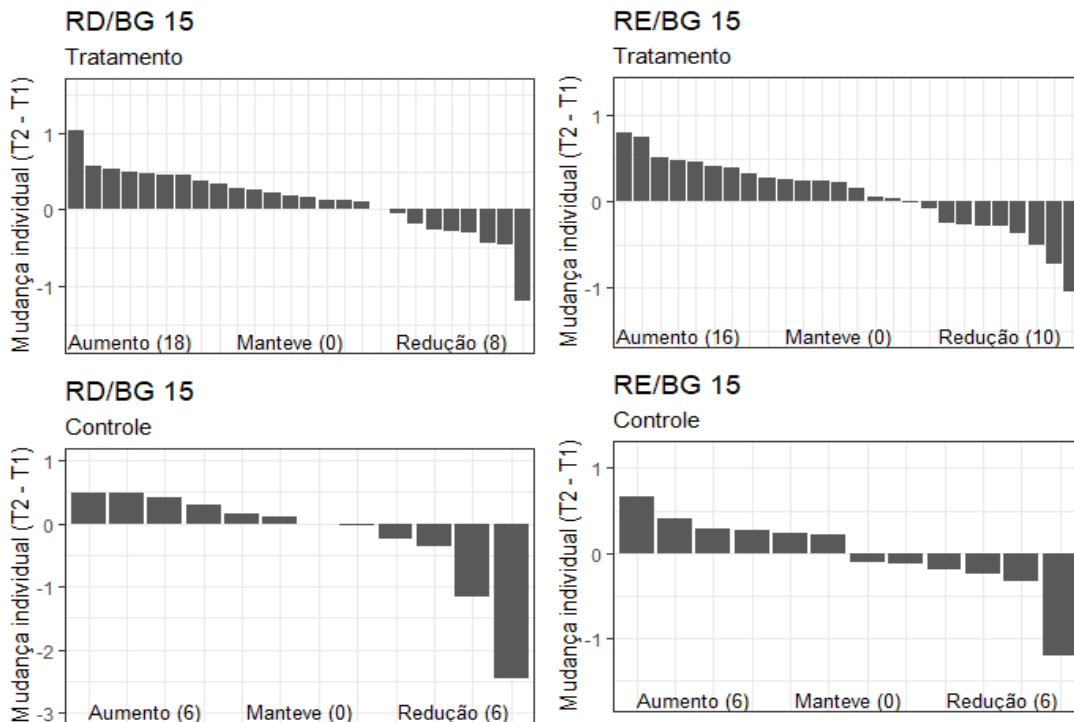 RD/BG 15
Tratamento
Mudança individual (T2 - T1)
1
0
-1
Aumento (18) Manteve (0) Redução (8)
RE/BG 15
Tratamento
Mudança individual (T2 - T1)
1
0
-1
Aumento (16) Manteve (0) Redução (10)
RD/BG 15
Controle
Mudança individual (T2 - T1)
1
0
-1
-2
-3
Aumento (6) Manteve (0) Redução (6)
RE/BG 15
Controle
Mudança individual (T2 - T1)
1
0
-1
Aumento (6) Manteve (0) Redução (6)